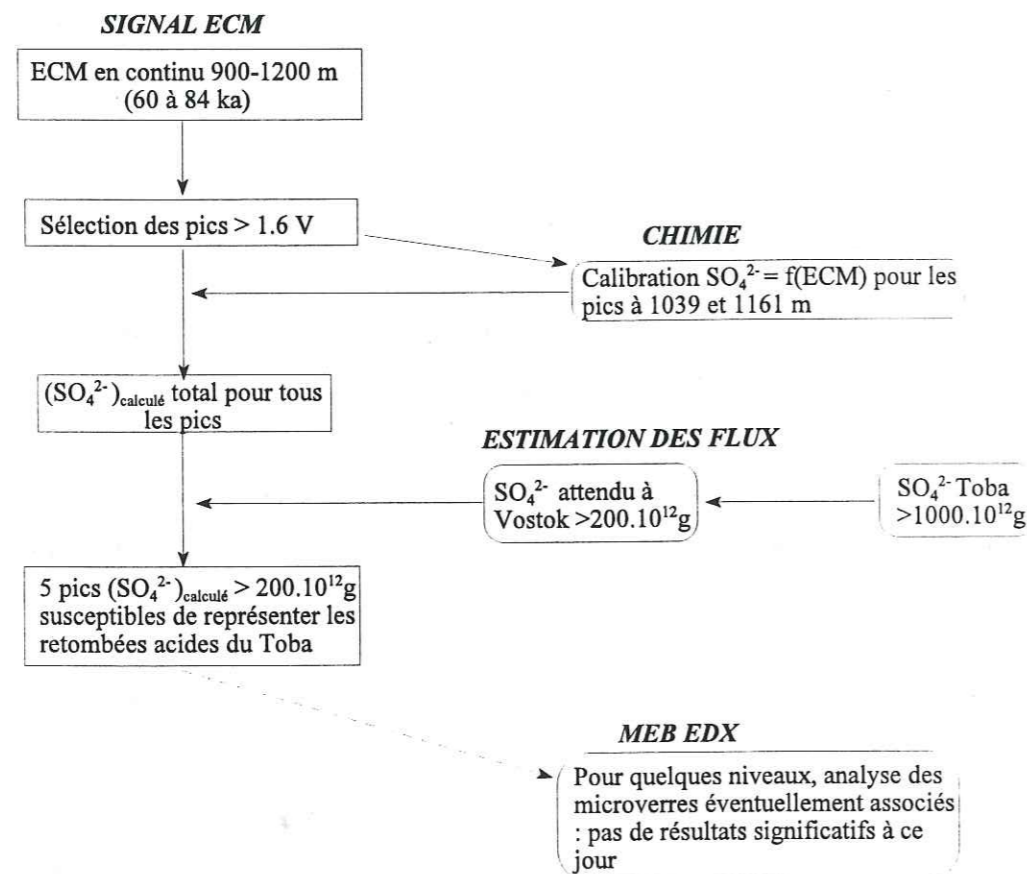 SIGNAL ECM
ECM en continu 900-1200 m
(60 à 84 ka)
Sélection des pics > 1.6 V
CHIMIE
Calibration SO₄²⁻ = f(ECM) pour les
pics à 1039 et 1161 m
(SO₄²⁻)calculé total pour tous
les pics
ESTIMATION DES FLUX
SO₄²⁻ attendu à
Vostok >200.10¹²g
SO₄²⁻ Toba
>1000.10¹²g
5 pics (SO₄²⁻)calculé > 200.10¹²g
susceptibles de représenter les
retombées acides du Toba
MEB EDX
Pour quelques niveaux, analyse des
microverres éventuellement associés
: pas de résultats significatifs à ce
jour